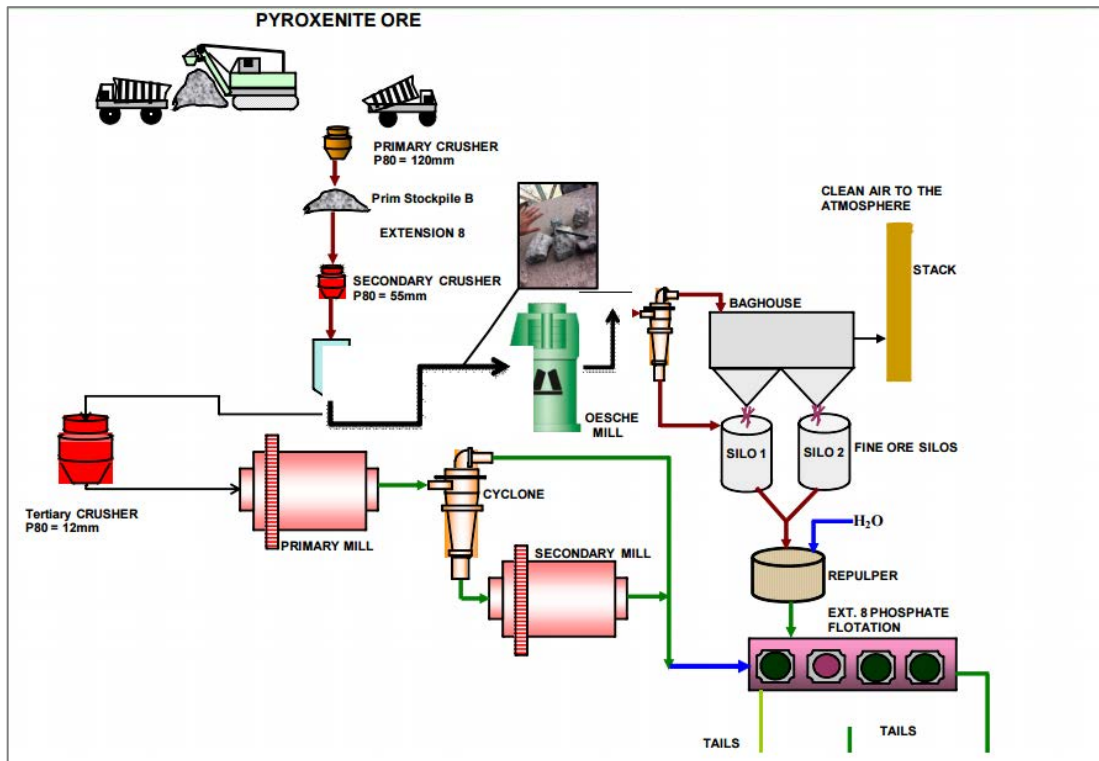 PYROXENITE ORE
PRIMARY CRUSHER
P80 = 120mm
Prim Stockpile B
EXTENSION 8
SECONDARY CRUSHER
P80 = 55mm
CLEAN AIR TO THE
ATMOSPHERE
STACK
BAGHOUSE
OESCHE
MILL
SILO 1
SILO 2
FINE ORE SILOS
Tertiary CRUSHER
P80 = 12mm
PRIMARY MILL
CYCLONE
SECONDARY MILL
H₂O
REPULPER
EXT. 8 PHOSPHATE
FLOTATION
TAILS
TAILS